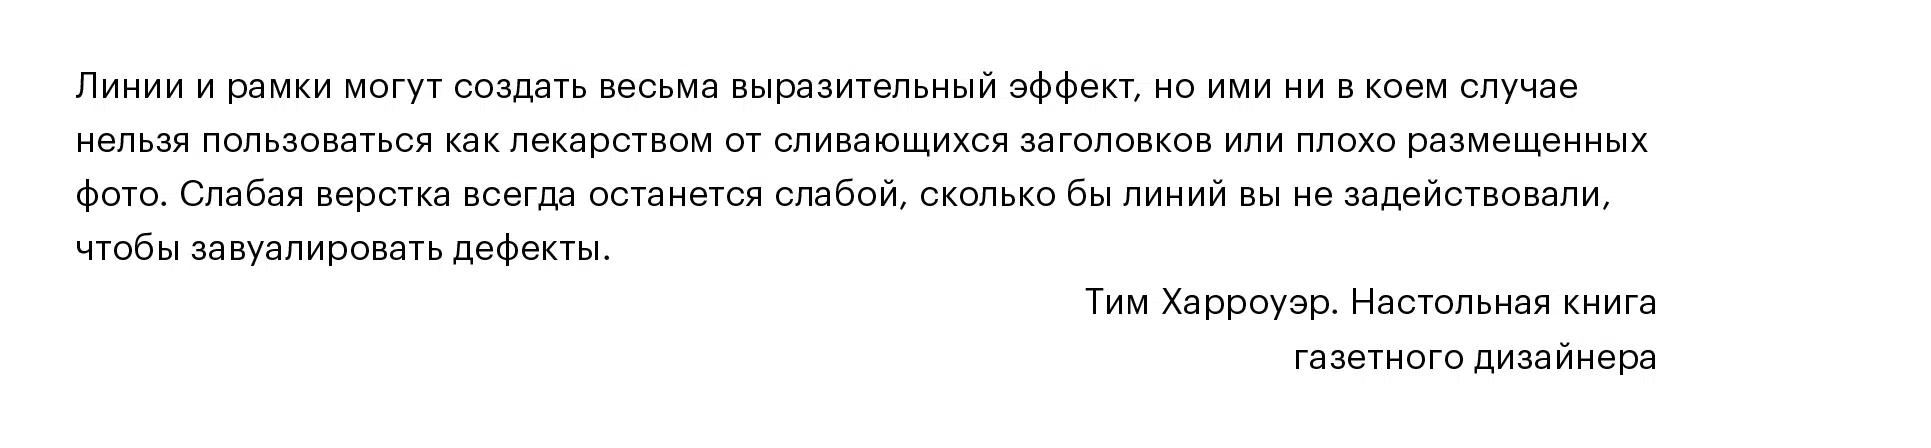 Линии и рамки могут создать весьма выразительный эффект, но ими ни в коем случае
нельзя пользоваться как лекарством от сливающихся заголовков или плохо размещенных
фото. Слабая верстка всегда останется слабой, сколько бы линий вы не задействовали,
чтобы завуалировать дефекты.
Тим Харроуэр. Настольная книга
газетного дизайнера